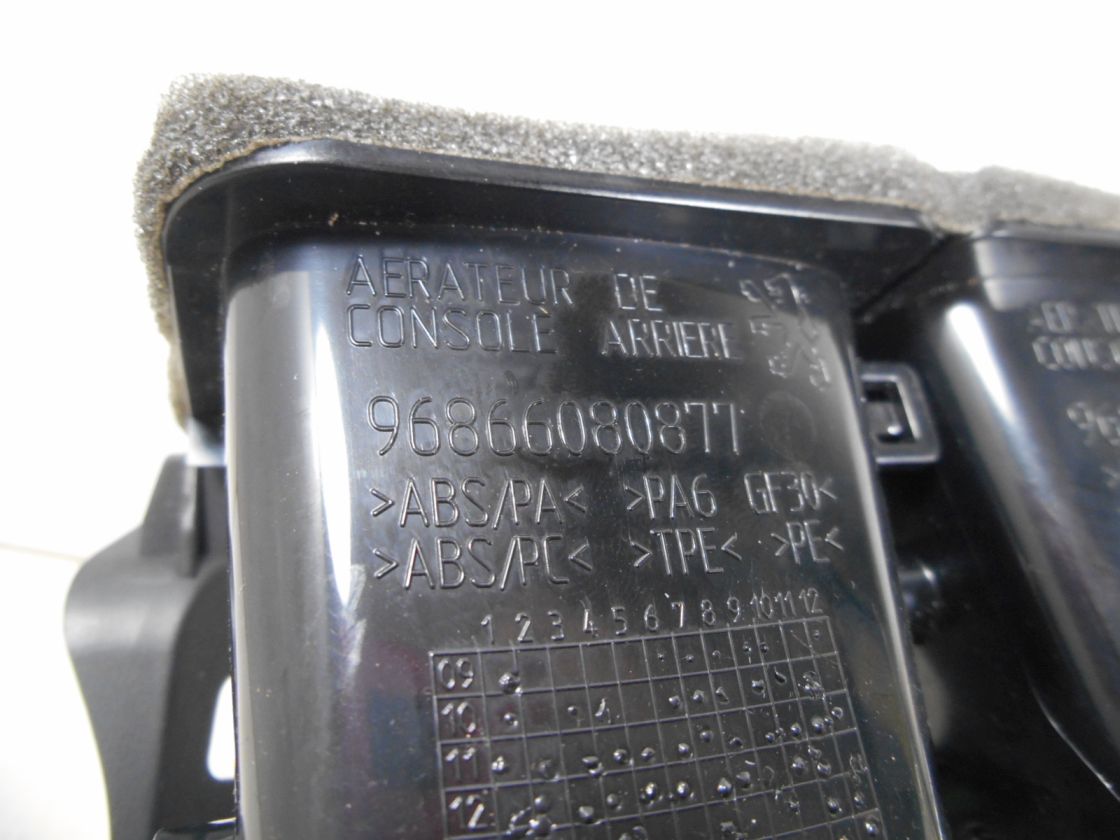 AERATEUR DE
CONSOLE ARRIERE
96866080877
>ABS/PA< >PA6 GF30<
>ABS/PC< >TPE< >PE<
1 2 3 4 5 6 7 8 9 10 11 12
09
10
11
12